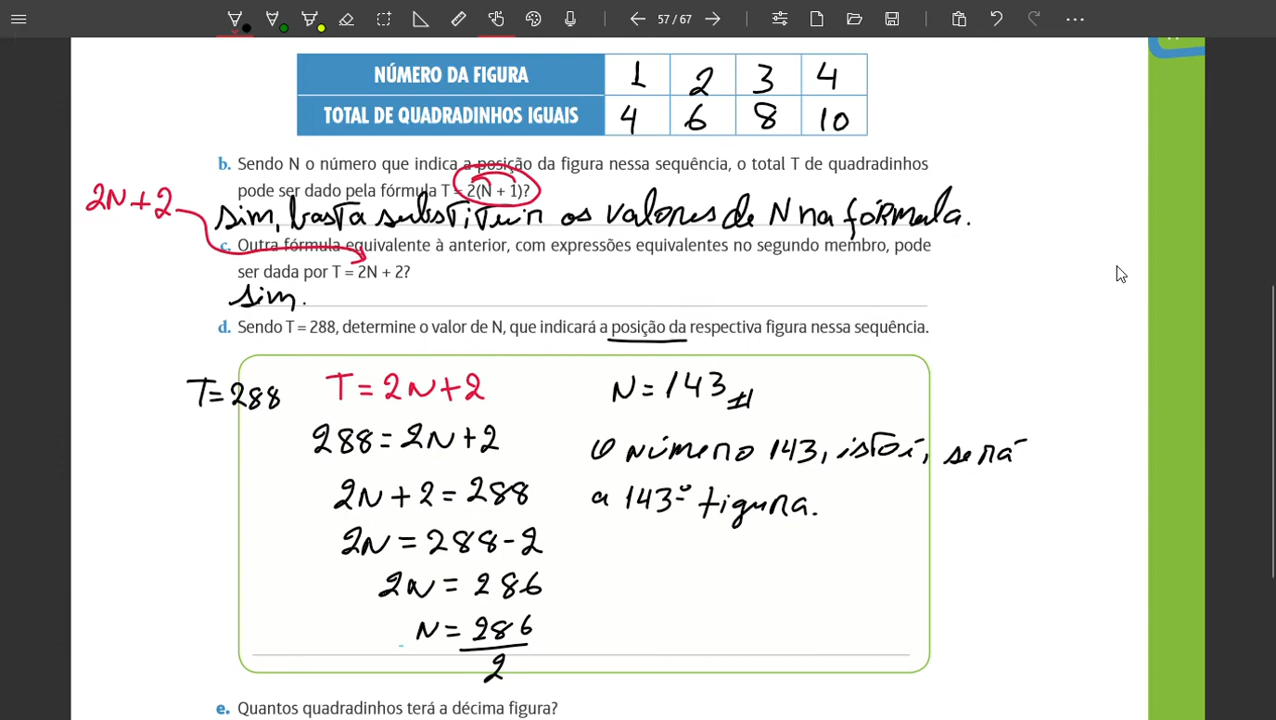 57 / 67
NÚMERO DA FIGURA 1 2 3 4
TOTAL DE QUADRADINHOS IGUAIS 4 6 8 10
b. Sendo N o número que indica a posição da figura nessa sequência, o total T de quadradinhos
pode ser dado pela fórmula T = 2(N + 1)?
2N+2
sim, basta substituir os valores de N na fórmula.
c. Outra fórmula equivalente à anterior, com expressões equivalentes no segundo membro, pode
ser dada por T = 2N + 2?
sim.
d. Sendo T = 288, determine o valor de N, que indicará a posição da respectiva figura nessa sequência.
T=288
T=2N+2
288=2N+2
2N+2=288
2N=288-2
2N=286
N=286
2
N=143
O número 143, isto é, será
a 143º figura.
e. Quantos quadradinhos terá a décima figura?